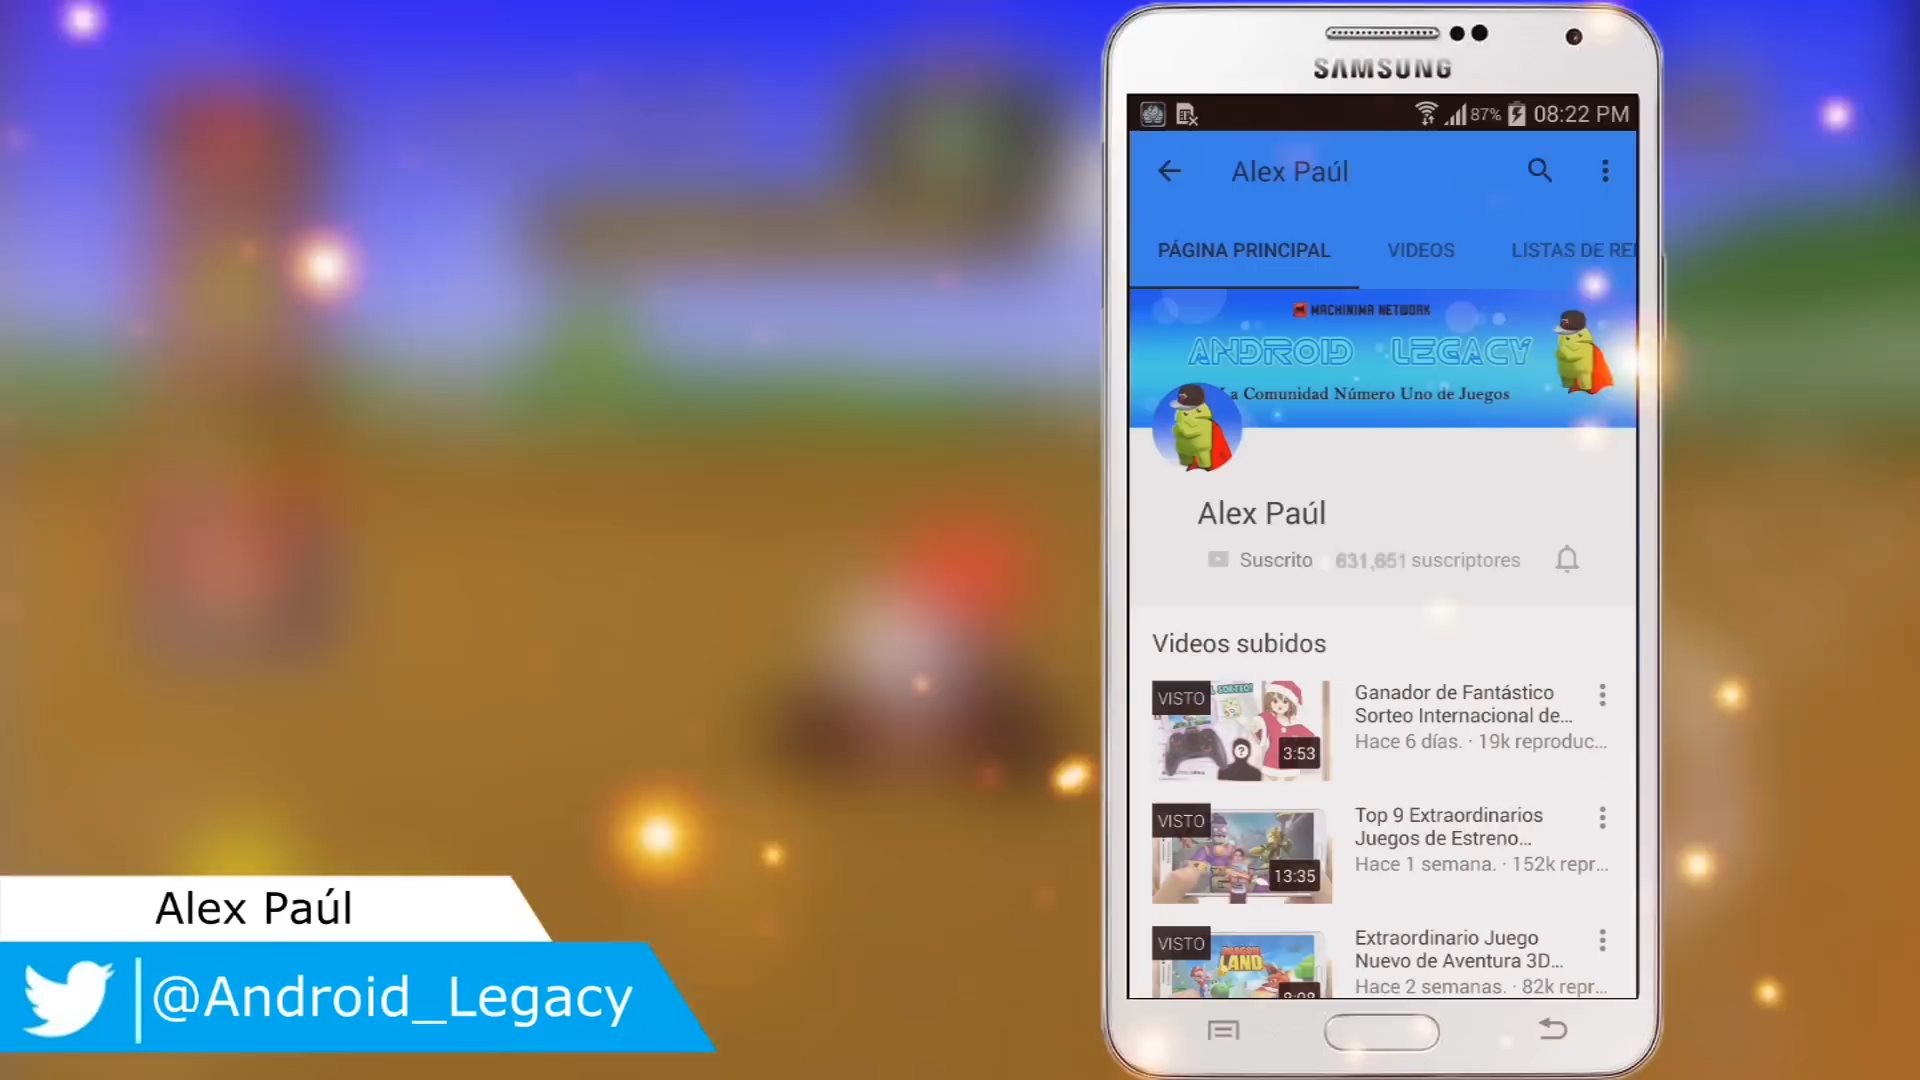 SAMSUNG
87% 08:22 PM
Alex Paúl
PÁGINA PRINCIPAL VIDEOS LISTAS DE RE
MACHINIMA NETWORK
ANDROID LEGACY
a Comunidad Número Uno de Juegos
Alex Paúl
Suscrito 631,651 suscriptores
Videos subidos
VISTO
SORTEO?
3:53
Ganador de Fantástico
Sorteo Internacional de...
Hace 6 días. · 19k reproduc...
VISTO
13:35
Top 9 Extraordinarios
Juegos de Estreno...
Hace 1 semana. · 152k repr...
VISTO
LAND
Extraordinario Juego
Nuevo de Aventura 3D...
Hace 2 semanas. · 82k repr...
Alex Paúl
@Android_Legacy